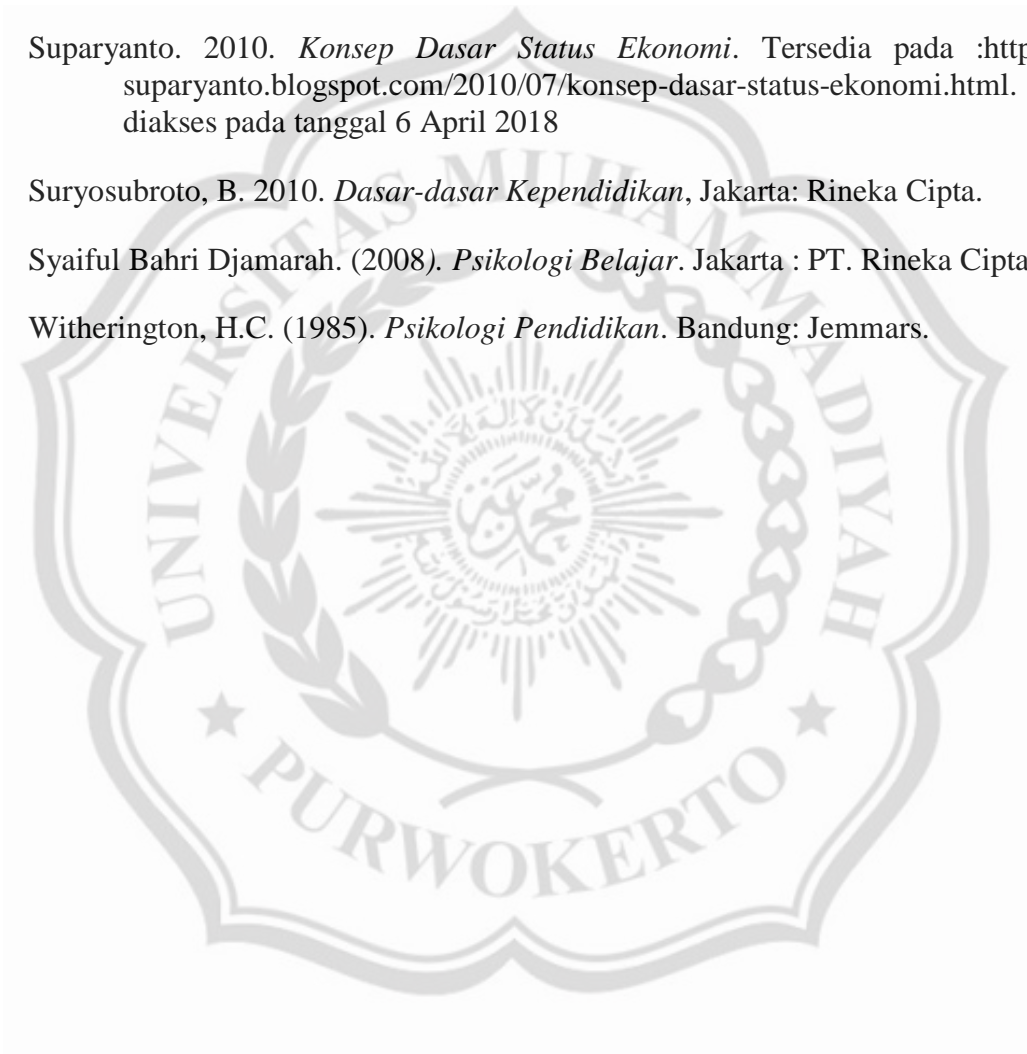 Suparyanto. 2010. Konsep Dasar Status Ekonomi. Tersedia pada :http
suparyanto.blogspot.com/2010/07/konsep-dasar-status-ekonomi.html.
diakses pada tanggal 6 April 2018
Suryosubroto, B. 2010. Dasar-dasar Kependidikan, Jakarta: Rineka Cipta.
Syaiful Bahri Djamarah. (2008). Psikologi Belajar. Jakarta : PT. Rineka Cipta
Witherington, H.C. (1985). Psikologi Pendidikan. Bandung: Jemmars.
UNIVERSITAS MUHAMMADIYAH
PURWOKERTO